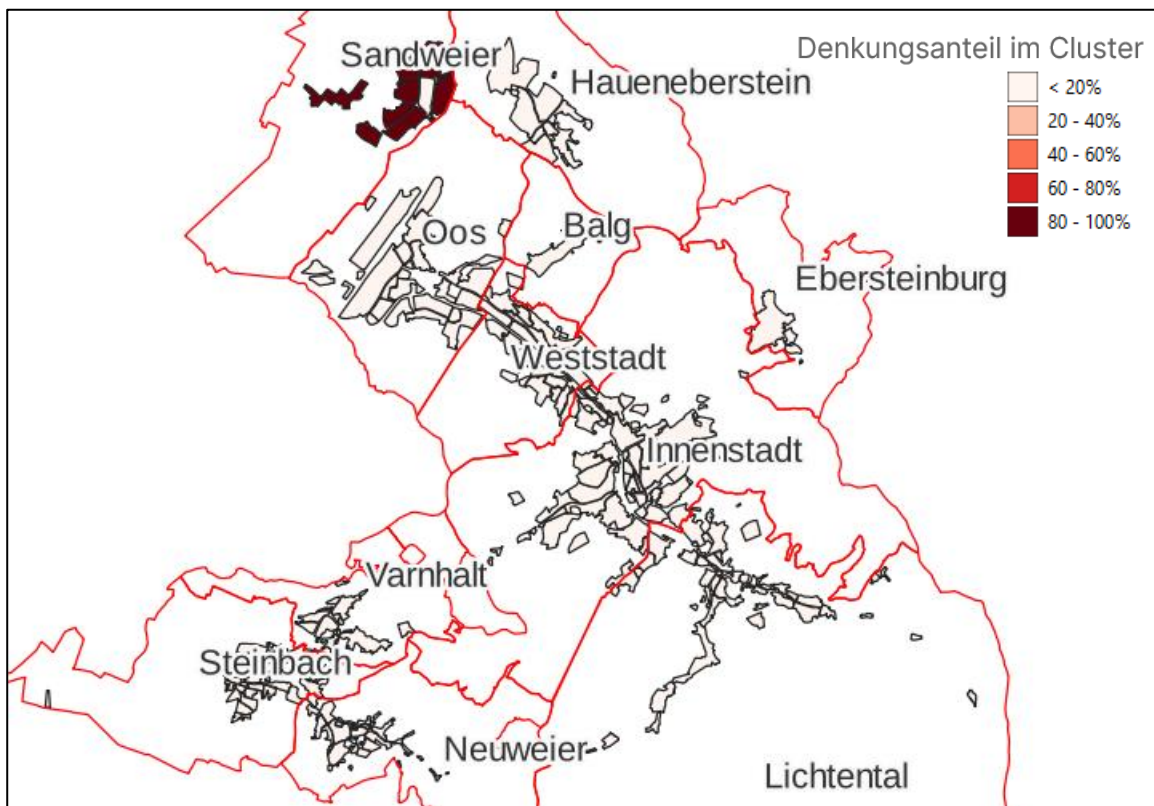 Sandweier
Haueneberstein
Denkungsanteil im Cluster
< 20%
20 - 40%
40 - 60%
60 - 80%
80 - 100%
Oos
Balg
Ebersteinburg
Weststadt
Innenstadt
Varnhalt
Steinbach
Neuweier
Lichtental